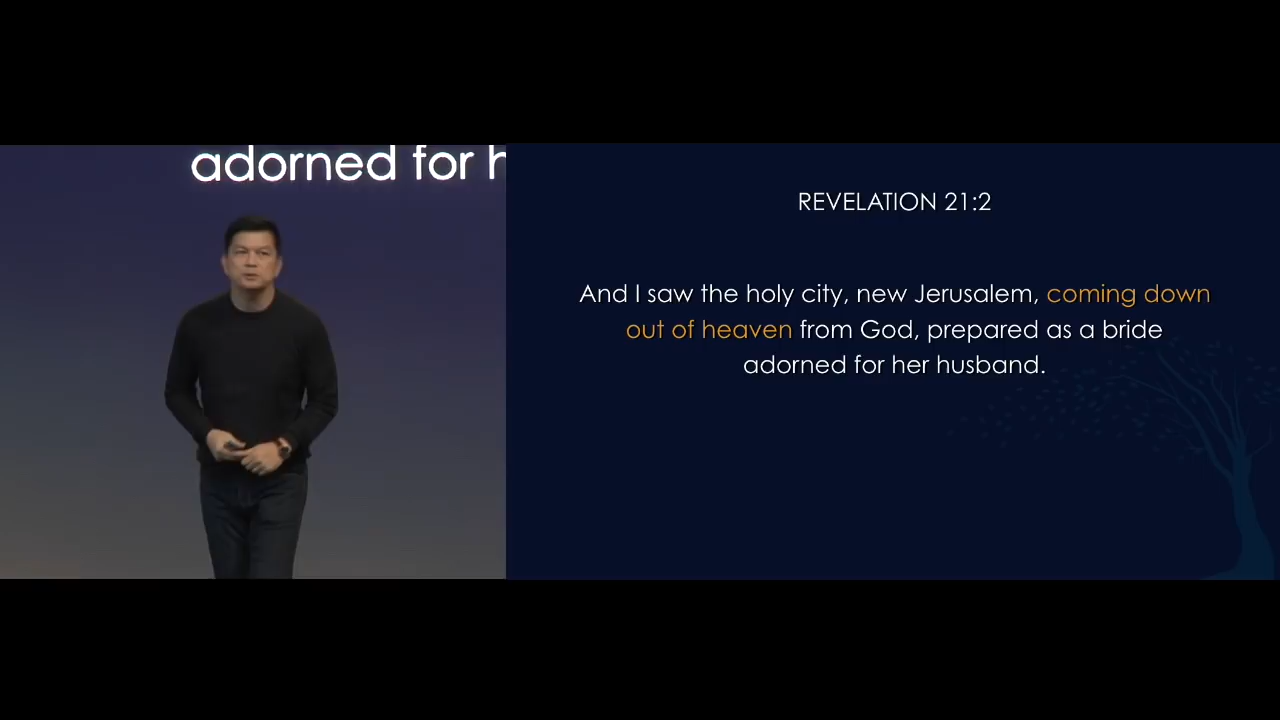 adorned for h
REVELATION 21:2
And I saw the holy city, new Jerusalem, coming down
out of heaven from God, prepared as a bride
adorned for her husband.